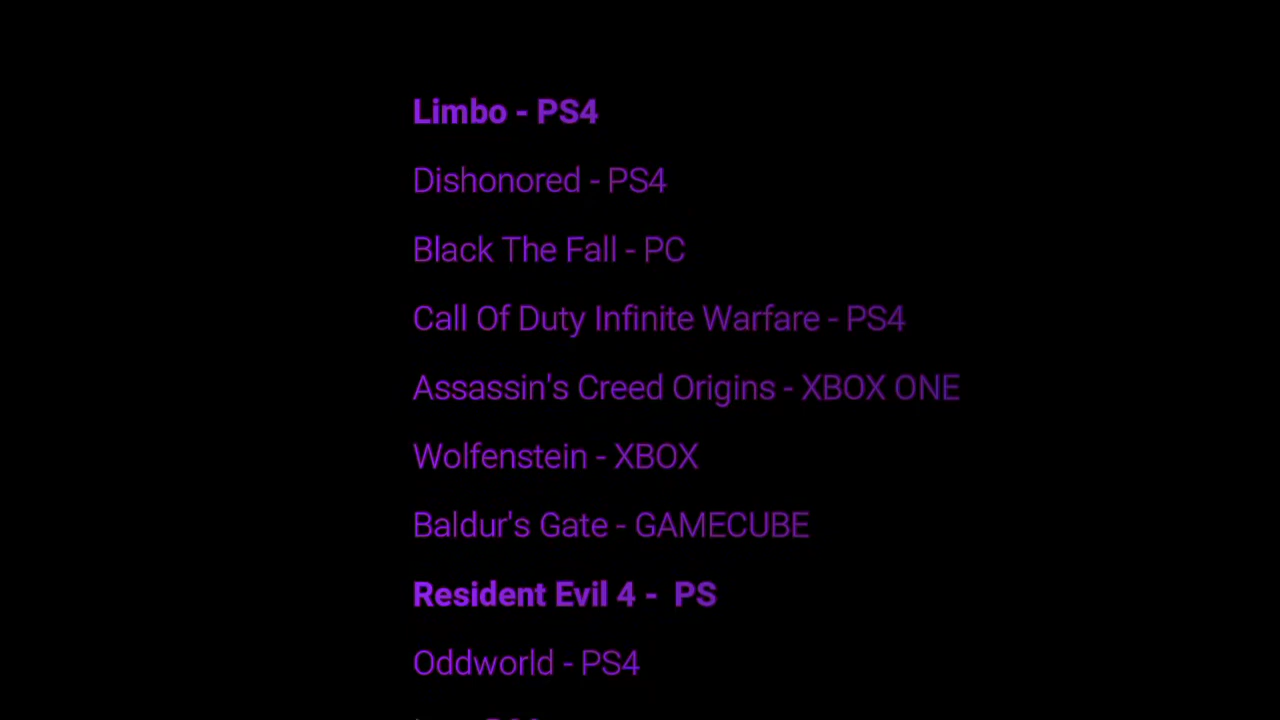 Limbo - PS4
Dishonored - PS4
Black The Fall - PC
Call Of Duty Infinite Warfare - PS4
Assassin's Creed Origins - XBOX ONE
Wolfenstein - XBOX
Baldur's Gate - GAMECUBE
Resident Evil 4 -  PS
Oddworld - PS4